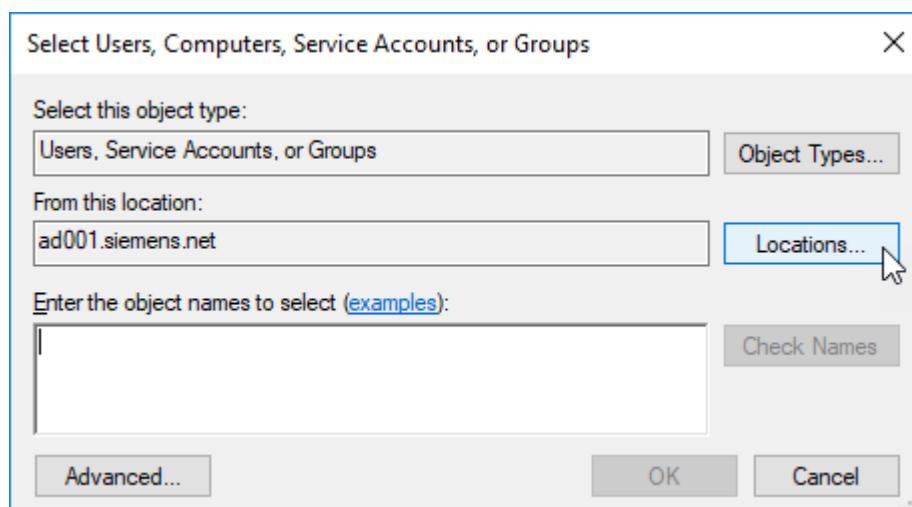 Select Users, Computers, Service Accounts, or Groups
Select this object type:
Users, Service Accounts, or Groups
Object Types...
From this location:
ad001.siemens.net
Locations...
Enter the object names to select (examples):
Check Names
Advanced...
OK
Cancel